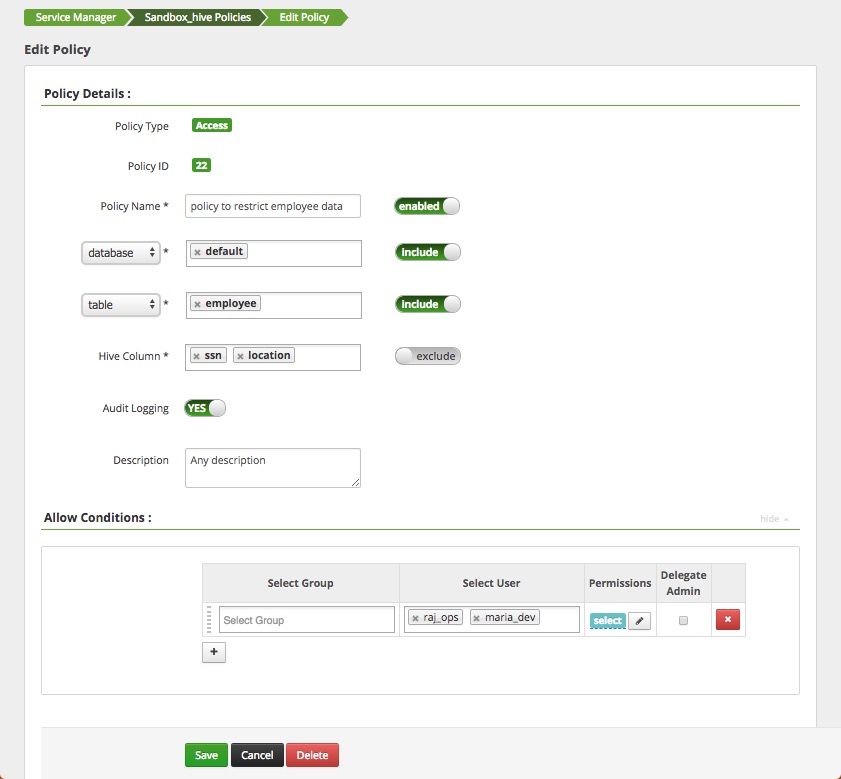 Service Manager Sandbox_hive Policies Edit Policy
Edit Policy
Policy Details :
Policy Type Access
Policy ID 22
Policy Name * policy to restrict employee data enabled
database * × default include
table * × employee include
Hive Column * × ssn × location exclude
Audit Logging YES
Description Any description
Allow Conditions : hide
Select Group Select User Permissions Delegate Admin
Select Group × raj_ops × maria_dev select ×
+
Save Cancel Delete